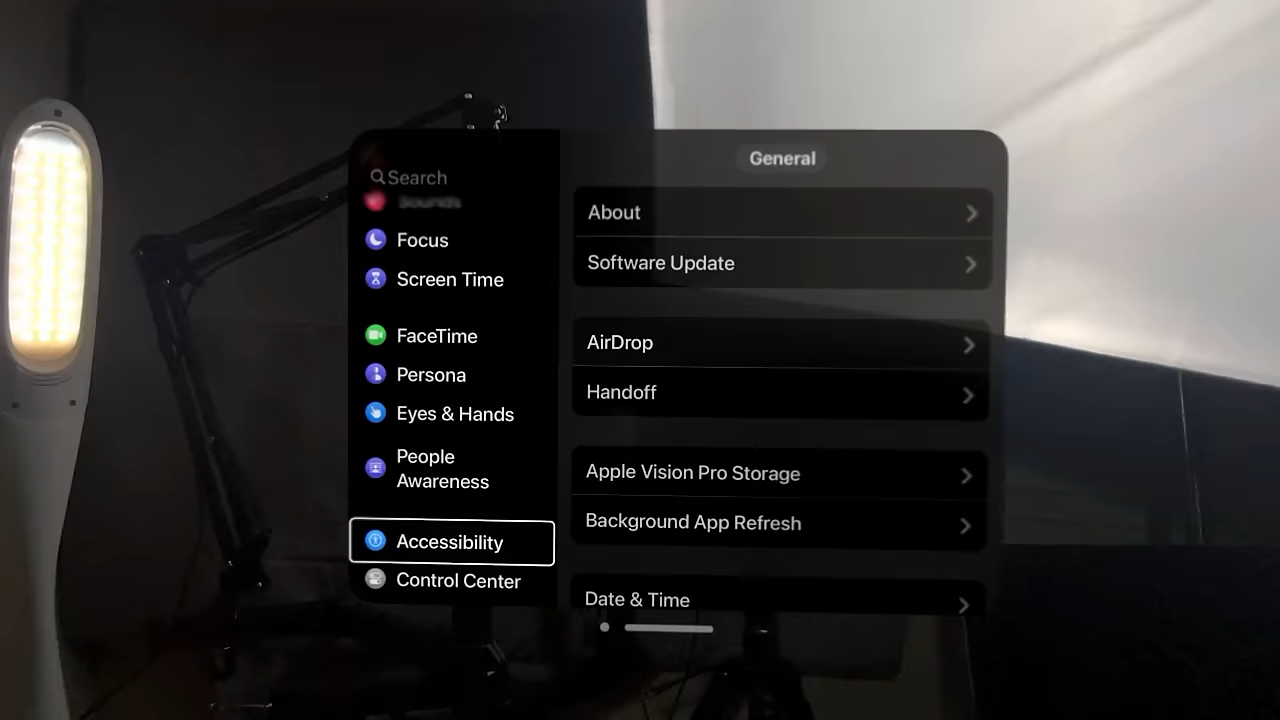 Search
Sounds
Focus
Screen Time
FaceTime
Persona
Eyes & Hands
People
Awareness
Accessibility
Control Center
General
About
Software Update
AirDrop
Handoff
Apple Vision Pro Storage
Background App Refresh
Date & Time